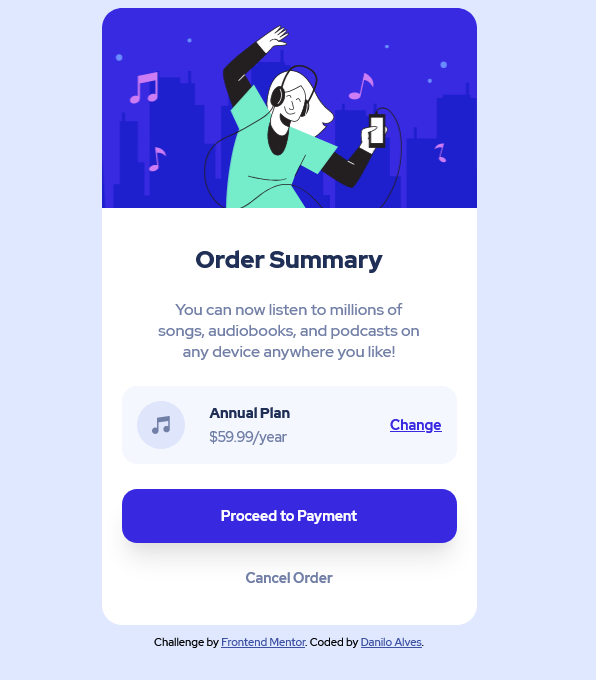 Order Summary
You can now listen to millions of
songs, audiobooks, and podcasts on
any device anywhere you like!
Annual Plan
$59.99/year
Change
Proceed to Payment
Cancel Order
Challenge by Frontend Mentor. Coded by Danilo Alves.